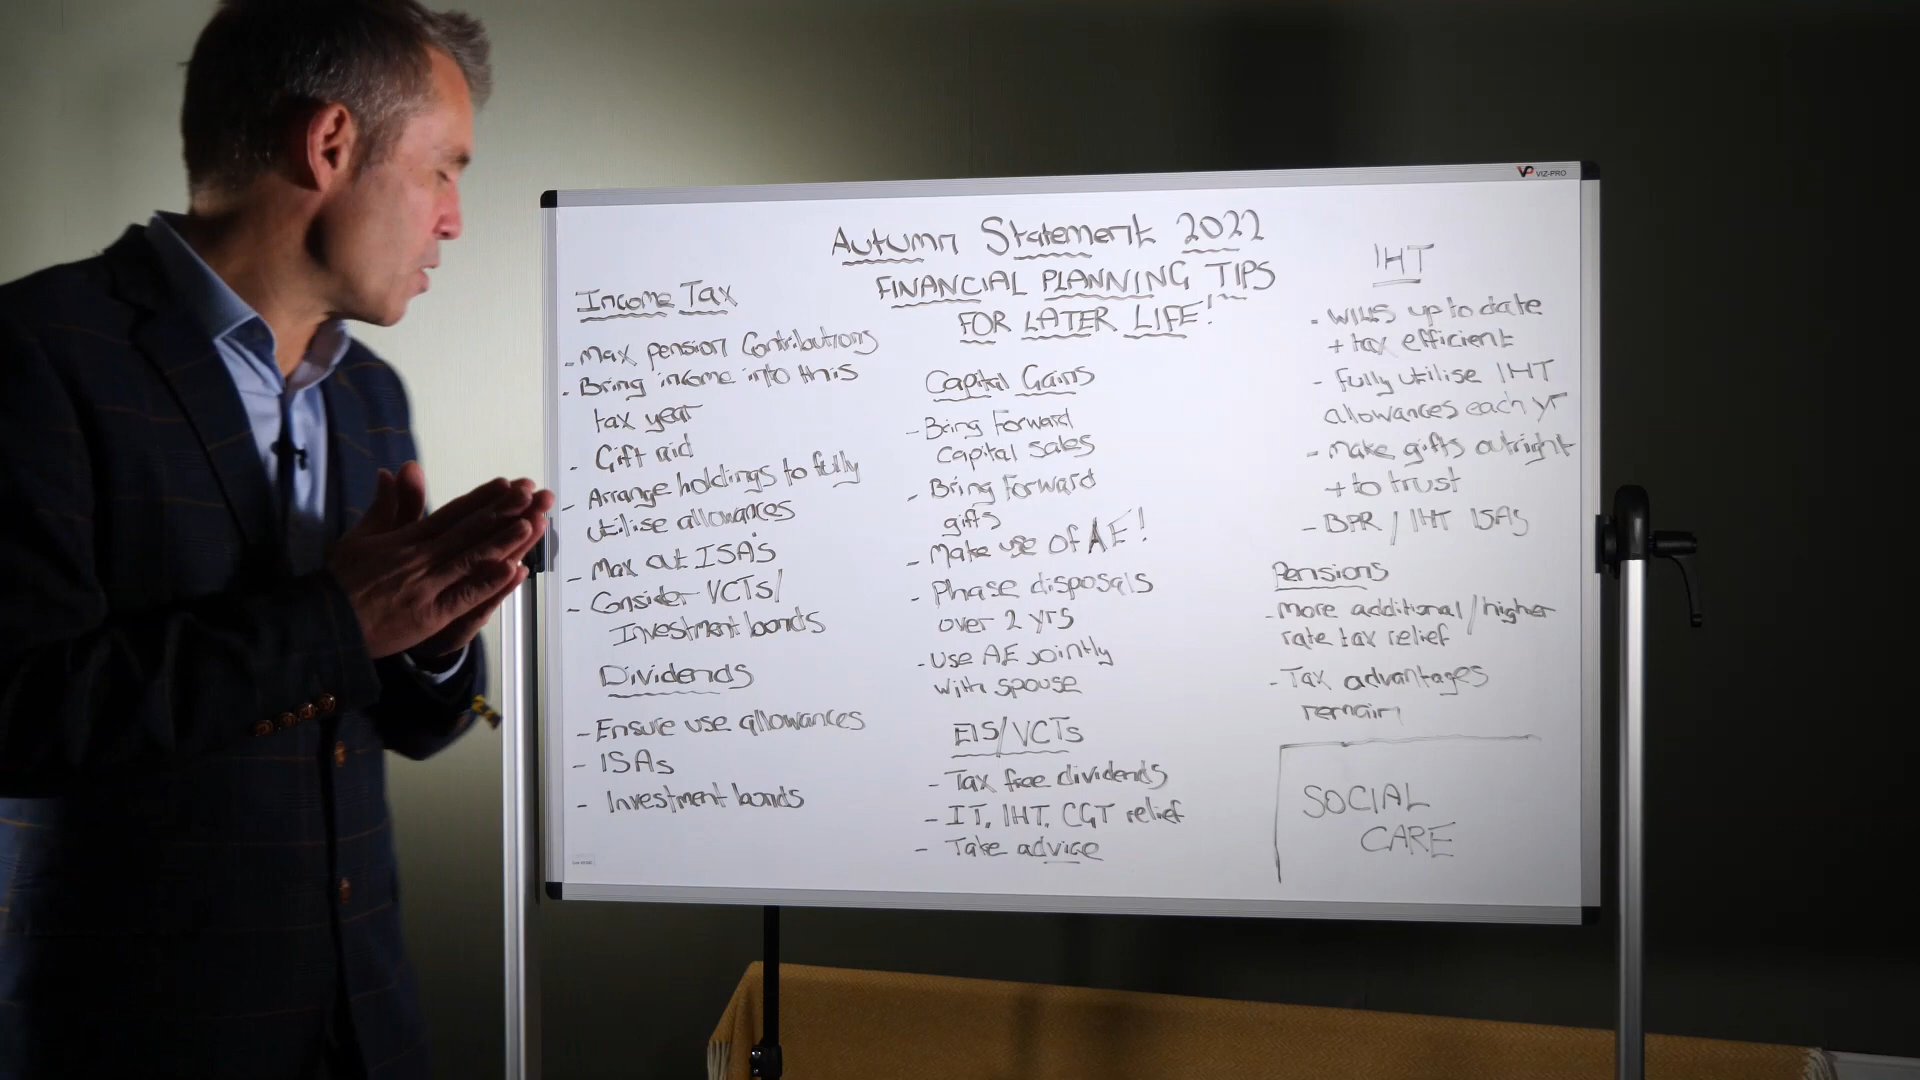 VP VIZ-PRO
Autumn Statement 2022
FINANCIAL PLANNING TIPS
FOR LATER LIFE!
Income Tax
- Max pension Contributions
- Bring income into this
tax year
- Gift aid
- Arrange holdings to fully
utilise allowances
- Max out ISA's
- Consider VCTs/
Investment bonds
Dividends
- Ensure use allowances
- ISAs
- Investment bonds
Capital Gains
- Bring Forward
Capital Sales
- Bring Forward
gifts
- Make use of AE!
- Phase disposals
over 2 yrs
- Use AE jointly
with spouse
EIS/VCTs
- Tax free dividends
- IT, IHT, CGT relief
- Take advice
IHT
- Wills up to date
+ tax efficient
- Fully utilise IHT
allowances each yr
- Make gifts outright
+ to trust
- BPR / IHT ISAs
Pensions
- More additional/higher
rate tax relief
- Tax advantages
remain
SOCIAL
CARE